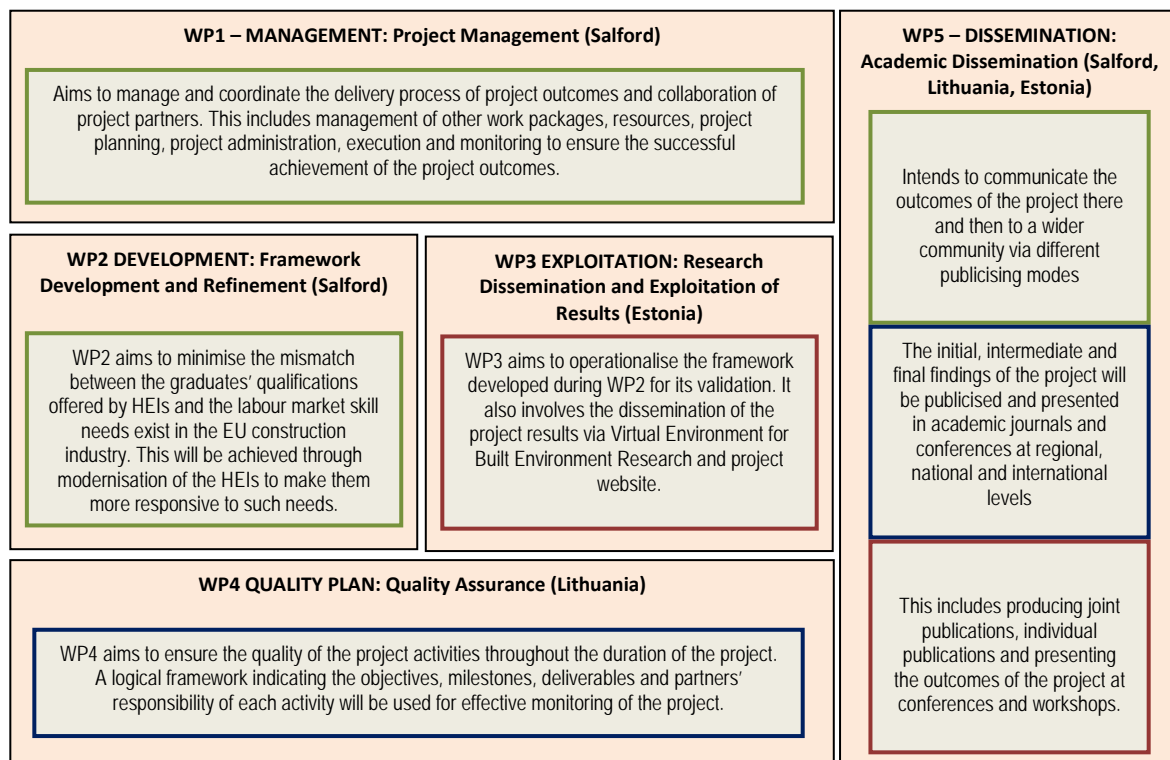 WP1 – MANAGEMENT: Project Management (Salford)
Aims to manage and coordinate the delivery process of project outcomes and collaboration of
project partners. This includes management of other work packages, resources, project
planning, project administration, execution and monitoring to ensure the successful
achievement of the project outcomes.
WP2 DEVELOPMENT: Framework
Development and Refinement (Salford)
WP2 aims to minimise the mismatch
between the graduates’ qualifications
offered by HEIs and the labour market skill
needs exist in the EU construction
industry. This will be achieved through
modernisation of the HEIs to make them
more responsive to such needs.
WP3 EXPLOITATION: Research
Dissemination and Exploitation of
Results (Estonia)
WP3 aims to operationalise the framework
developed during WP2 for its validation. It
also involves the dissemination of the
project results via Virtual Environment for
Built Environment Research and project
website.
WP4 QUALITY PLAN: Quality Assurance (Lithuania)
WP4 aims to ensure the quality of the project activities throughout the duration of the project.
A logical framework indicating the objectives, milestones, deliverables and partners’
responsibility of each activity will be used for effective monitoring of the project.
WP5 – DISSEMINATION:
Academic Dissemination (Salford,
Lithuania, Estonia)
Intends to communicate the
outcomes of the project there
and then to a wider
community via different
publicising modes
The initial, intermediate and
final findings of the project will
be publicised and presented
in academic journals and
conferences at regional,
national and international
levels
This includes producing joint
publications, individual
publications and presenting
the outcomes of the project at
conferences and workshops.